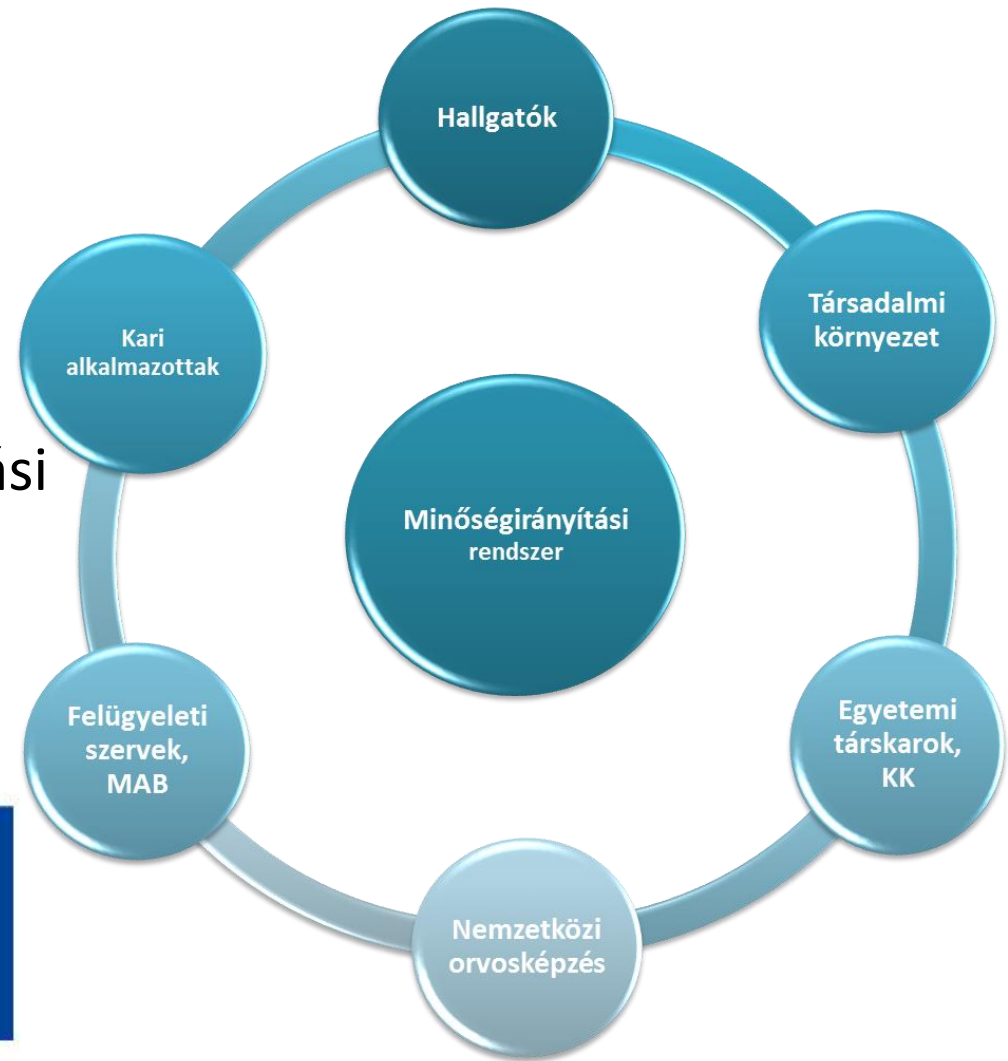 Hallgatók
Társadalmi
környezet
Kari
alkalmazottak
Minőségirányítási
rendszer
Felügyeleti
szervek,
MAB
Egyetemi
társkarok,
KK
Nemzetközi
orvosképzés